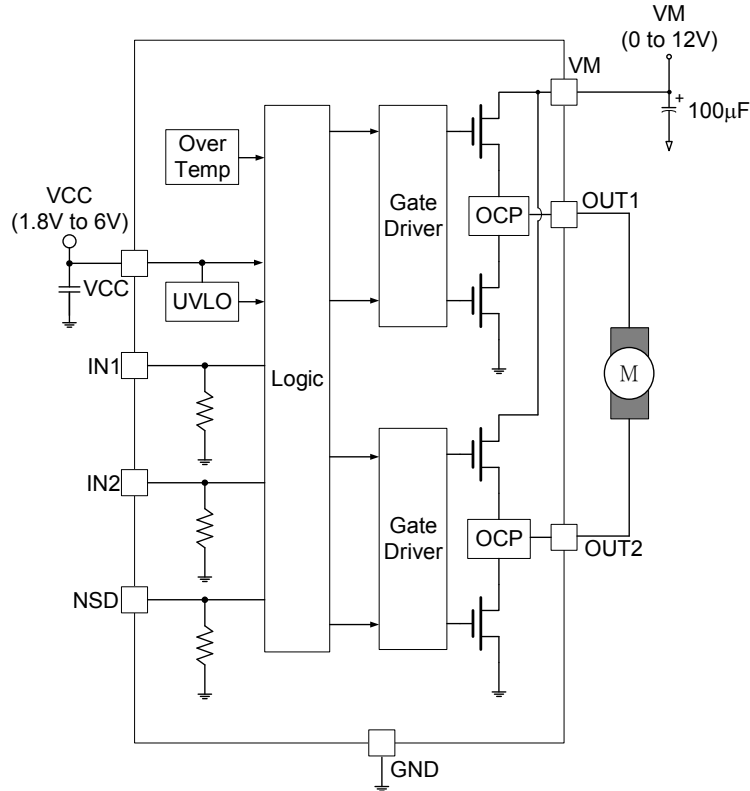 VM
(0 to 12V)
VM
100µF
Over
Temp
Gate
Driver
OCP
OUT1
VCC
(1.8V to 6V)
VCC
UVLO
IN1
Logic
M
IN2
Gate
Driver
OCP
OUT2
NSD
GND